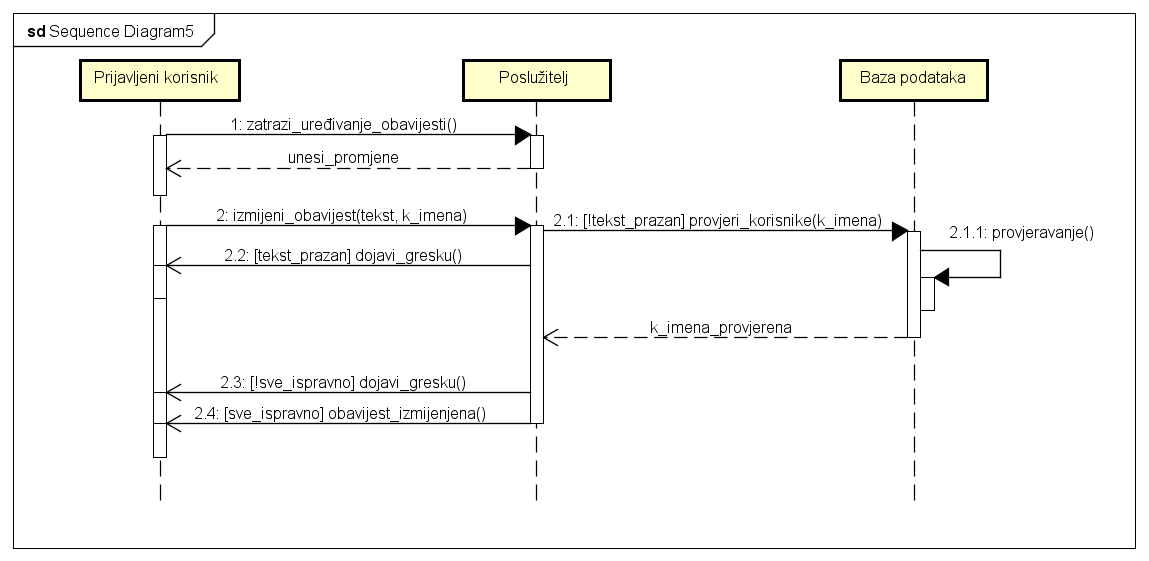 sd Sequence Diagram5
Prijavljeni korisnik
Poslužitelj
Baza podataka
1: zatrazi_uređivanje_obavijesti()
unesi_promjene
2: izmijeni_obavijest(tekst, k_imena)
2.1: [!tekst_prazan] provjeri_korisnike(k_imena)
2.1.1: provjeravanje()
2.2: [tekst_prazan] dojavi_gresku()
k_imena_provjerena
2.3: [!sve_ispravno] dojavi_gresku()
2.4: [sve_ispravno] obavijest_izmijenjena()